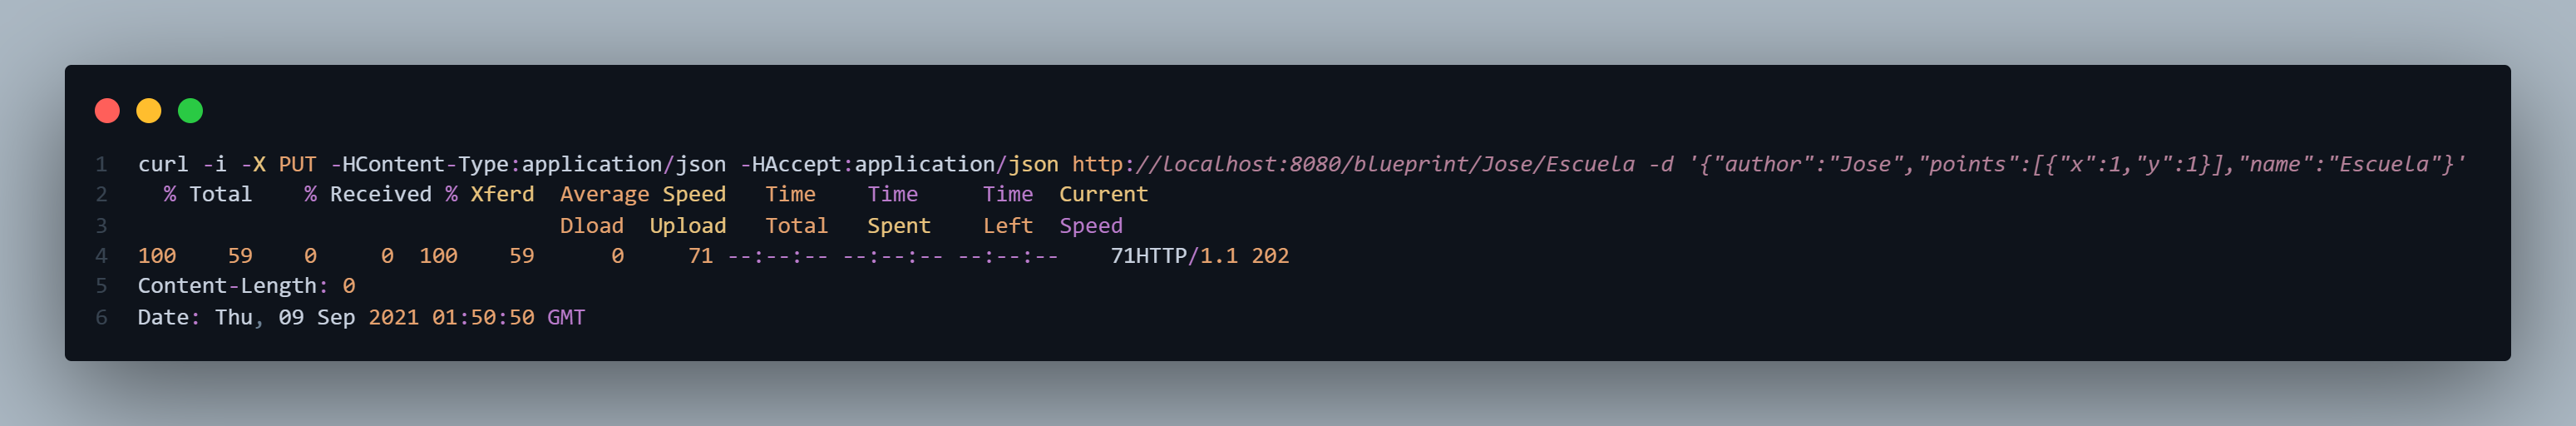 1 curl -i -X PUT -HContent-Type:application/json -HAccept:application/json http://localhost:8080/blueprint/Jose/Escuela -d '{"author":"Jose","points":[{"x":1,"y":1}],"name":"Escuela"}'
2   % Total    % Received % Xferd  Average Speed   Time    Time     Time  Current
3                                  Dload  Upload   Total   Spent    Left  Speed
4 100    59    0     0  100    59      0     71 --:--:-- --:--:-- --:--:--    71HTTP/1.1 202
5 Content-Length: 0
6 Date: Thu, 09 Sep 2021 01:50:50 GMT